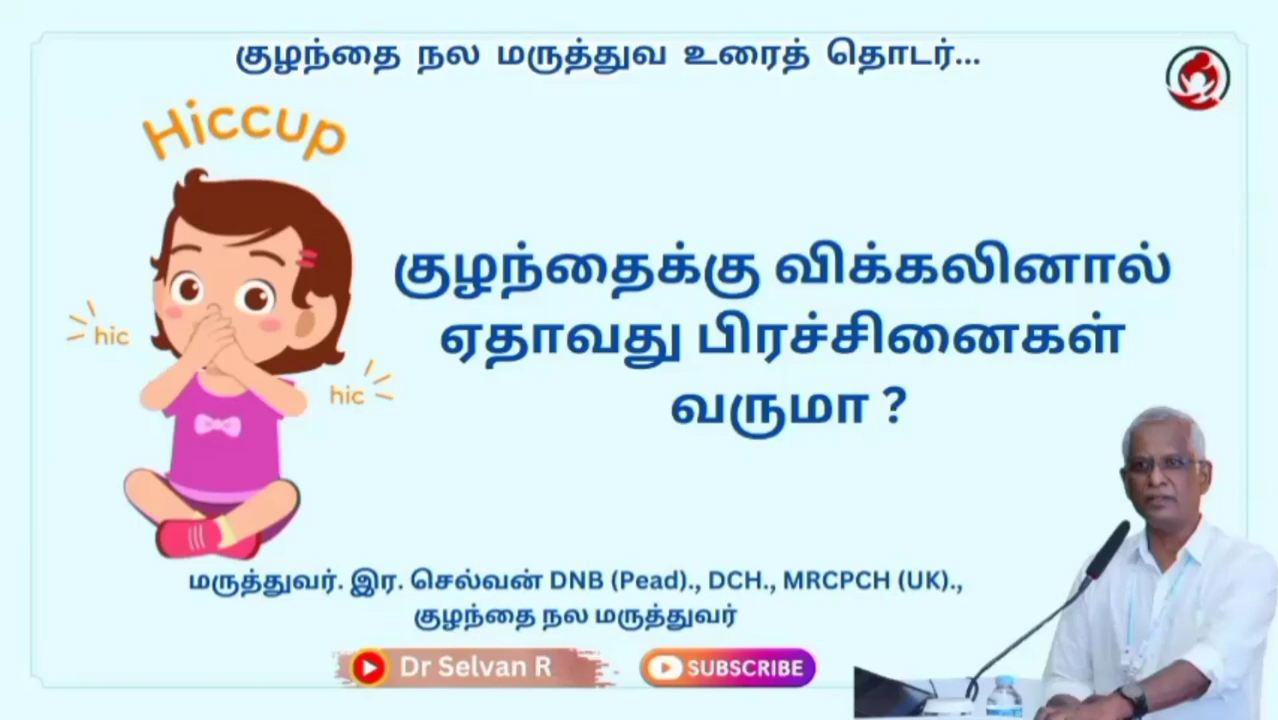 குழந்தை நல மருத்துவ உரைத் தொடர்...
Hiccup
hic
hic
குழந்தைக்கு விக்கலினால்
ஏதாவது பிரச்சினைகள்
வருமா ?
மருத்துவர். இர. செல்வன் DNB (Pead)., DCH., MRCPCH (UK).,
குழந்தை நல மருத்துவர்
Dr Selvan R
SUBSCRIBE